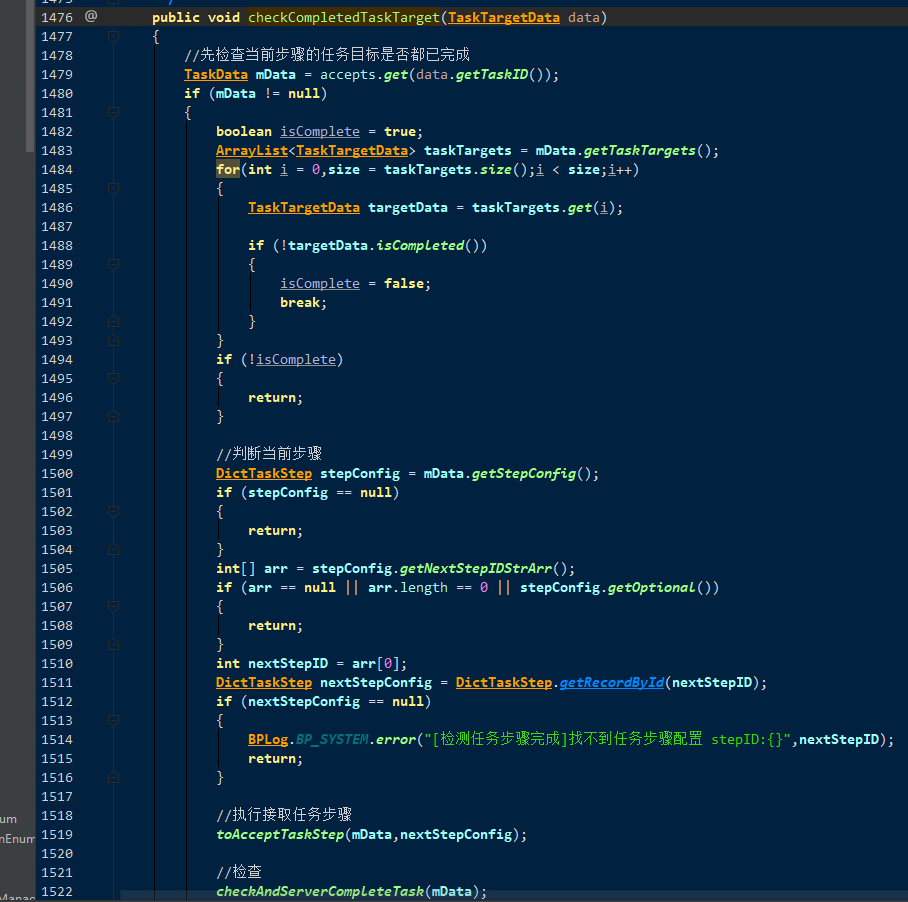 1476 @ public void checkCompletedTaskTarget(TaskTargetData data)
1477 {
1478 //先检查当前步骤的任务目标是否都已完成
1479 TaskData mData = accepts.get(data.getTaskID());
1480 if (mData != null)
1481 {
1482 boolean isComplete = true;
1483 ArrayList<TaskTargetData> taskTargets = mData.getTaskTargets();
1484 for(int i = 0,size = taskTargets.size();i < size;i++)
1485 {
1486 TaskTargetData targetData = taskTargets.get(i);
1487
1488 if (!targetData.isCompleted())
1489 {
1490 isComplete = false;
1491 break;
1492 }
1493 }
1494 if (!isComplete)
1495 {
1496 return;
1497 }
1498
1499 //判断当前步骤
1500 DictTaskStep stepConfig = mData.getStepConfig();
1501 if (stepConfig == null)
1502 {
1503 return;
1504 }
1505 int[] arr = stepConfig.getNextStepIDStrArr();
1506 if (arr == null || arr.length == 0 || stepConfig.getOptional())
1507 {
1508 return;
1509 }
1510 int nextStepID = arr[0];
1511 DictTaskStep nextStepConfig = DictTaskStep.getRecordById(nextStepID);
1512 if (nextStepConfig == null)
1513 {
1514 BPLog.BP_SYSTEM.error("[检测任务步骤完成]找不到任务步骤配置 stepID:{}",nextStepID);
1515 return;
1516 }
1517
1518 //执行接取任务步骤
um
1519 toAcceptTaskStep(mData,nextStepConfig);
nEnum
1520
1521 //检查
1522 checkAndServerCompleteTask(mData);